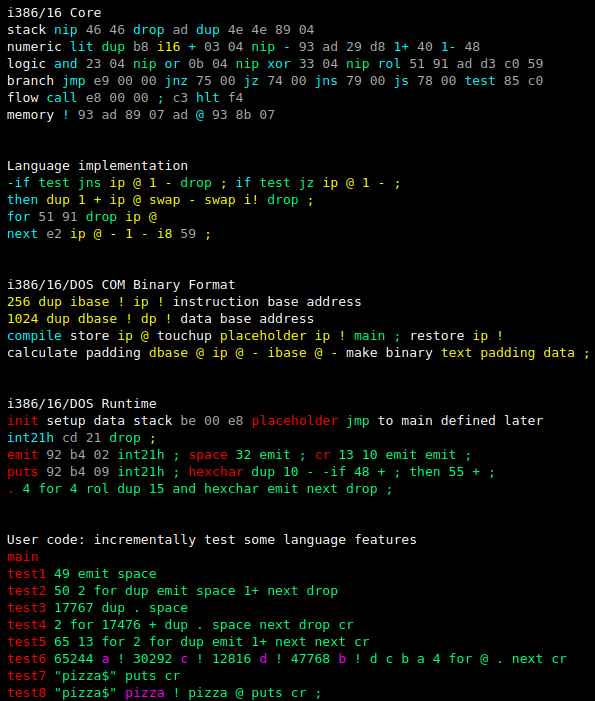 i386/16 Core
stack nip 46 46 drop ad dup 4e 4e 89 04
numeric lit dup b8 i16 + 03 04 nip - 93 ad 29 d8 1+ 40 1- 48
logic and 23 04 nip or 0b 04 nip xor 33 04 nip rol 51 91 ad d3 c0 59
branch jmp e9 00 00 jnz 75 00 jz 74 00 jns 79 00 js 78 00 test 85 c0
flow call e8 00 00 ; c3 hlt f4
memory ! 93 ad 89 07 ad @ 93 8b 07
Language implementation
-if test jns ip @ 1 - drop ; if test jz ip @ 1 - ;
then dup 1 + ip @ swap - swap i! drop ;
for 51 91 drop ip @
next e2 ip @ - 1 - i8 59 ;
i386/16/DOS COM Binary Format
256 dup ibase ! ip ! instruction base address
1024 dup dbase ! dp ! data base address
compile store ip @ touchup placeholder ip ! main ; restore ip !
calculate padding dbase @ ip @ - ibase @ - make binary text padding data ;
i386/16/DOS Runtime
init setup data stack be 00 e8 placeholder jmp to main defined later
int21h cd 21 drop ;
emit 92 b4 02 int21h ; space 32 emit ; cr 13 10 emit emit ;
puts 92 b4 09 int21h ; hexchar dup 10 - -if 48 + ; then 55 + ;
. 4 for 4 rol dup 15 and hexchar emit next drop ;
User code: incrementally test some language features
main
test1 49 emit space
test2 50 2 for dup emit space 1+ next drop
test3 17767 dup . space
test4 2 for 17476 + dup . space next drop cr
test5 65 13 for 2 for dup emit 1+ next next cr
test6 65244 a ! 30292 c ! 12816 d ! 47768 b ! d c b a 4 for @ . next cr
test7 "pizza$" puts cr
test8 "pizza$" pizza ! pizza @ puts cr ;